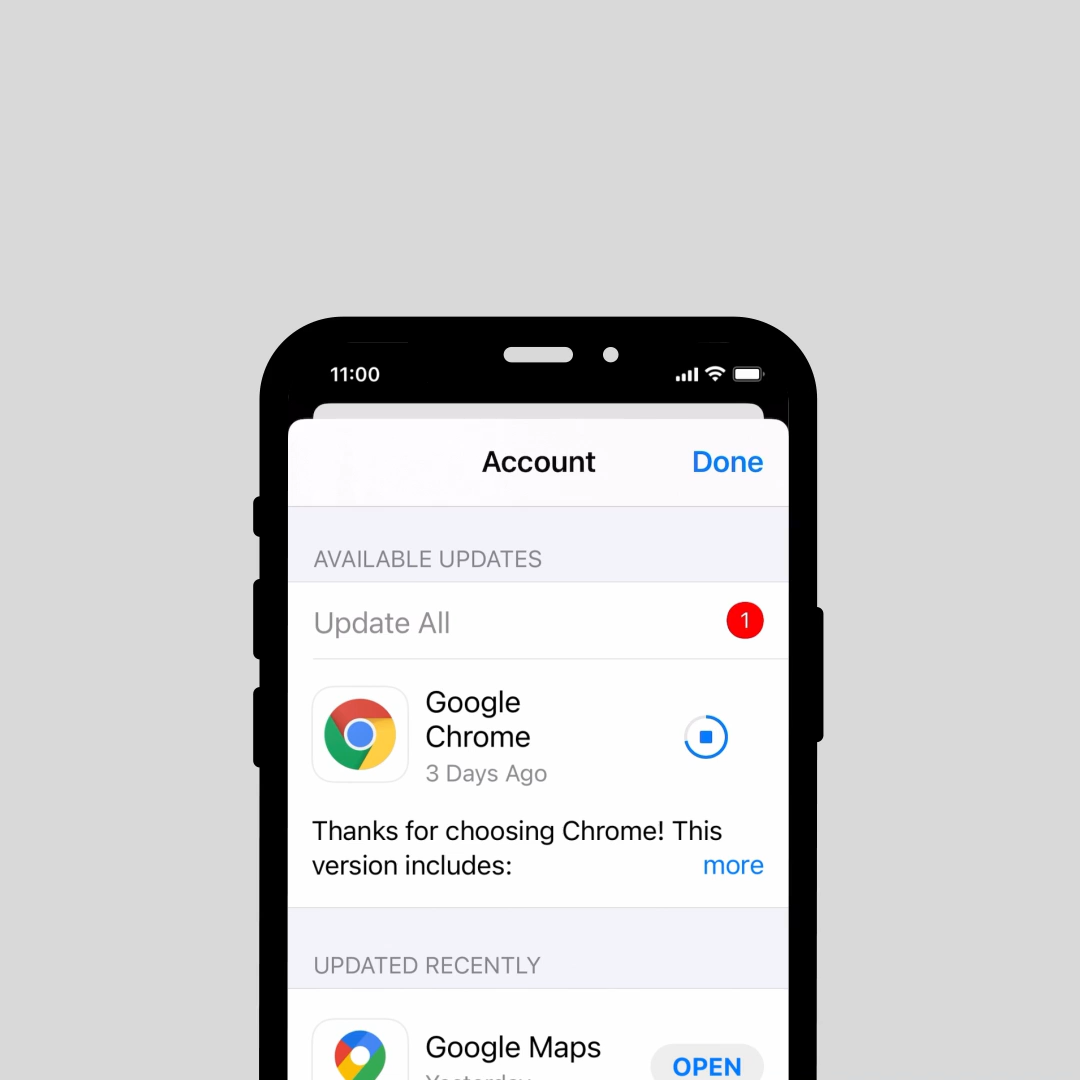 11:00
Account
Done
AVAILABLE UPDATES
Update All
1
Google
Chrome
3 Days Ago
Thanks for choosing Chrome! This
version includes:
more
UPDATED RECENTLY
Google Maps
OPEN
Yesterday